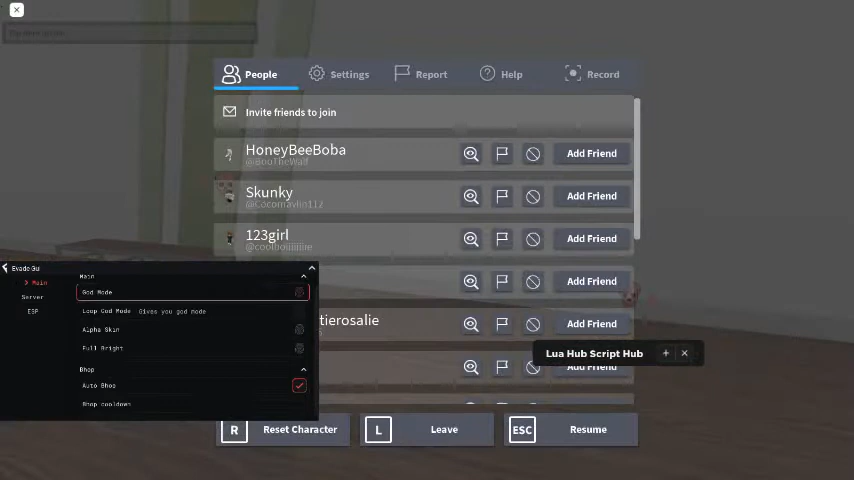 People
Settings
Report
Help
Record
Invite friends to join
HoneyBeeBoba
@BouTheWalf
Add Friend
Skunky
@Cocomavlin112
Add Friend
123girl
Add Friend
Add Friend
tierosalie
Add Friend
Add Friend
Evade Gui
Main
Server
ESP
Main
God Mode
Loop God Mode Gives you god mode
Alpha Skin
Full Bright
Bhop
Auto Bhop
Bhop cooldown
Lua Hub Script Hub
R Reset Character
L Leave
ESC Resume